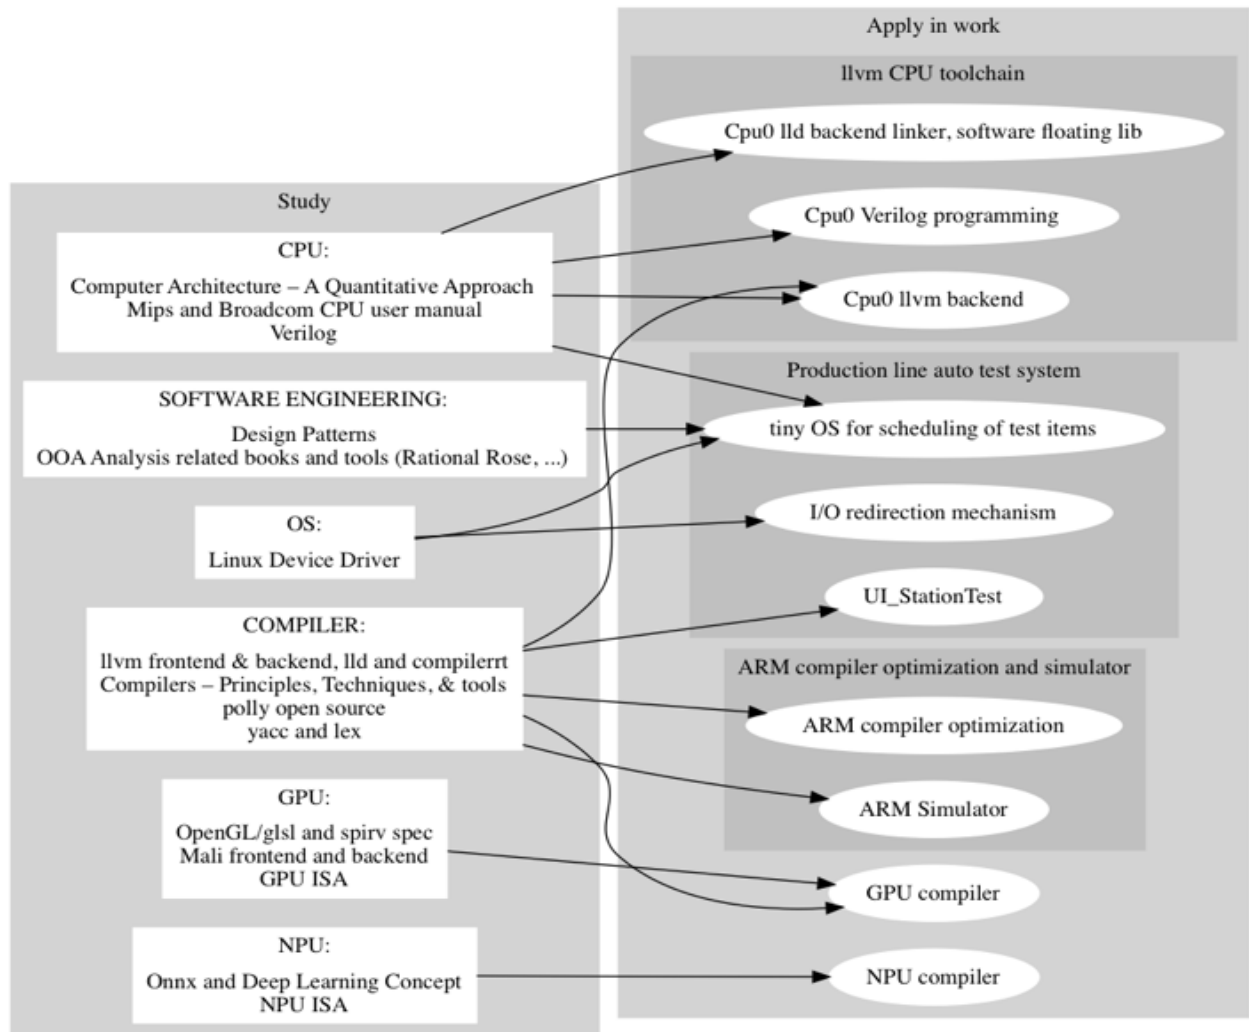 Study
CPU:
Computer Architecture – A Quantitative Approach
Mips and Broadcom CPU user manual
Verilog
SOFTWARE ENGINEERING:
Design Patterns
OOA Analysis related books and tools (Rational Rose, ...)
OS:
Linux Device Driver
COMPILER:
llvm frontend & backend, lld and compilerrt
Compilers – Principles, Techniques, & tools
polly open source
yacc and lex
GPU:
OpenGL/glsl and spirv spec
Mali frontend and backend
GPU ISA
NPU:
Onnx and Deep Learning Concept
NPU ISA
Apply in work
llvm CPU toolchain
Cpu0 lld backend linker, software floating lib
Cpu0 Verilog programming
Cpu0 llvm backend
Production line auto test system
tiny OS for scheduling of test items
I/O redirection mechanism
UI_StationTest
ARM compiler optimization and simulator
ARM compiler optimization
ARM Simulator
GPU compiler
NPU compiler